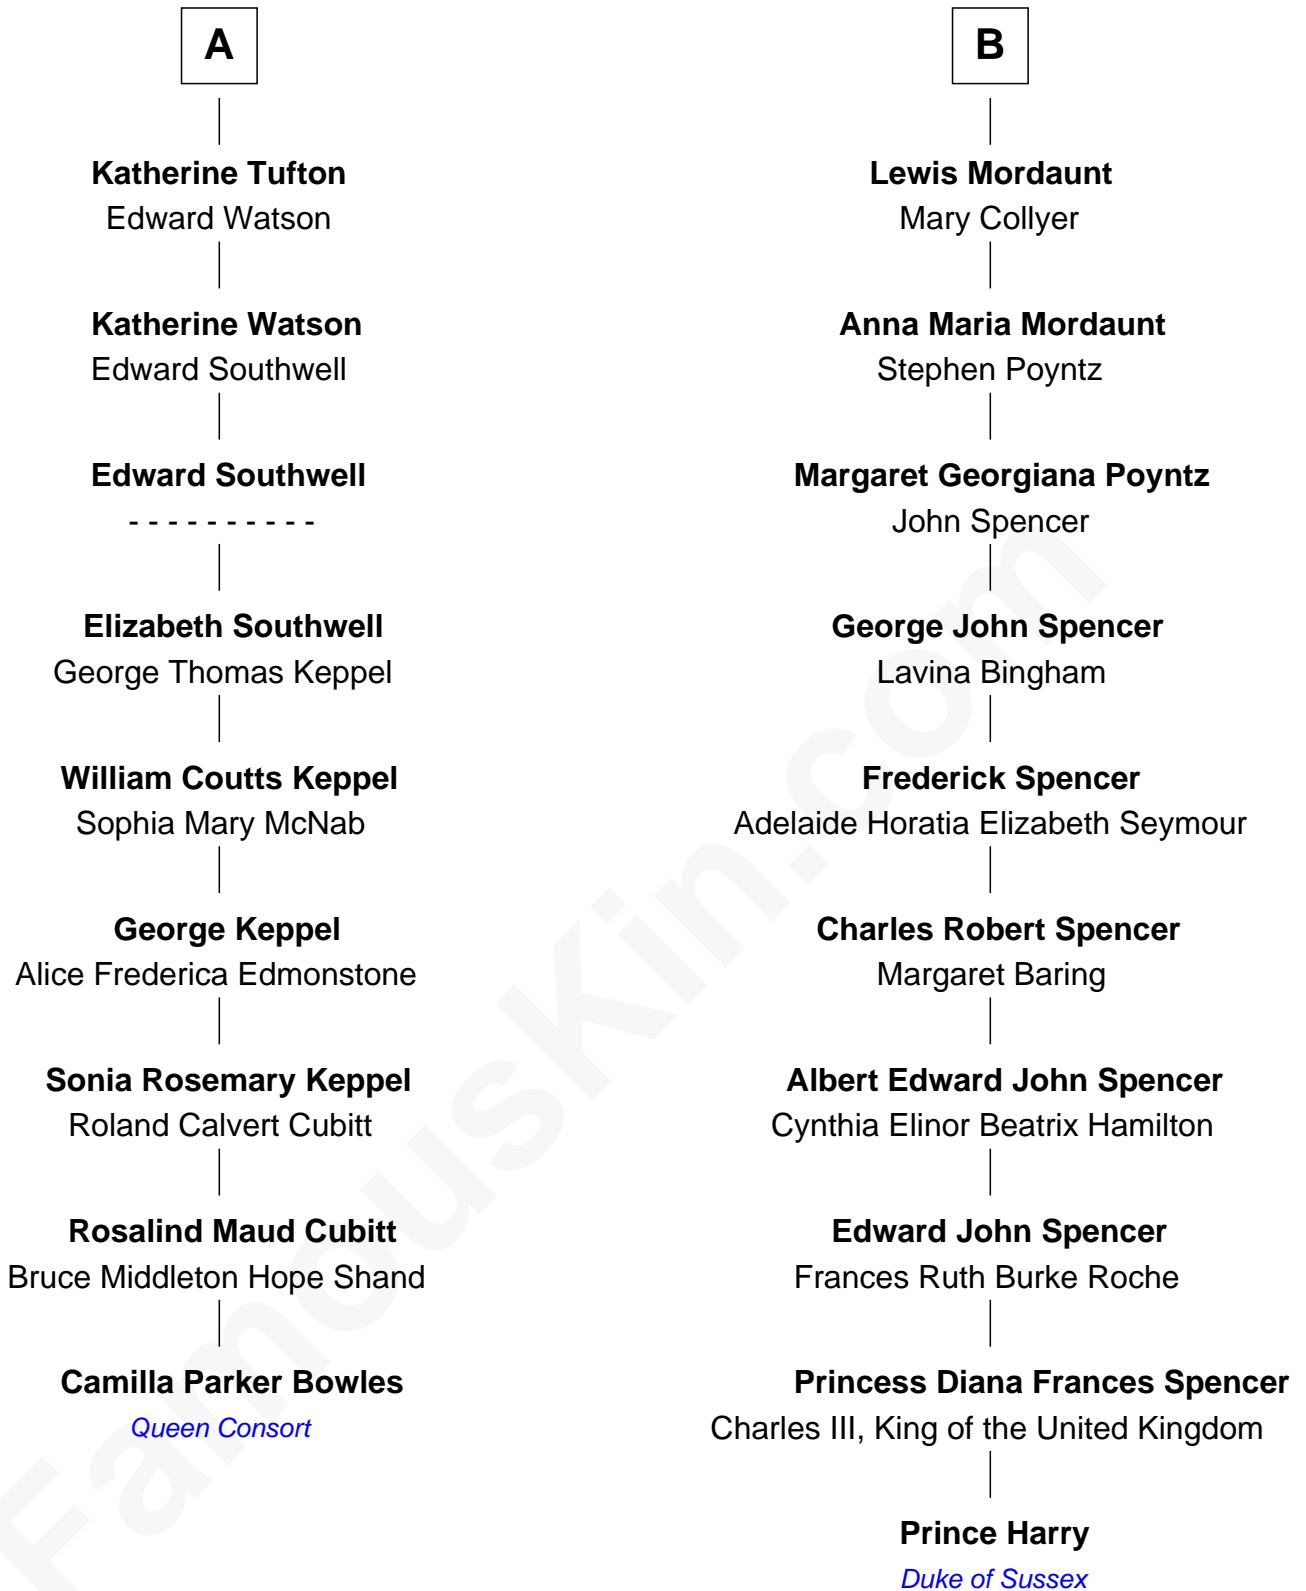 A
Katherine Tufton
Edward Watson
Katherine Watson
Edward Southwell
Edward Southwell
- - - - - - - - - -
Elizabeth Southwell
George Thomas Keppel
William Coutts Keppel
Sophia Mary McNab
George Keppel
Alice Frederica Edmonstone
Sonia Rosemary Keppel
Roland Calvert Cubitt
Rosalind Maud Cubitt
Bruce Middleton Hope Shand
Camilla Parker Bowles
Queen Consort
B
Lewis Mordaunt
Mary Collyer
Anna Maria Mordaunt
Stephen Poyntz
Margaret Georgiana Poyntz
John Spencer
George John Spencer
Lavina Bingham
Frederick Spencer
Adelaide Horatia Elizabeth Seymour
Charles Robert Spencer
Margaret Baring
Albert Edward John Spencer
Cynthia Elinor Beatrix Hamilton
Edward John Spencer
Frances Ruth Burke Roche
Princess Diana Frances Spencer
Charles III, King of the United Kingdom
Prince Harry
Duke of Sussex
FamousKin.com